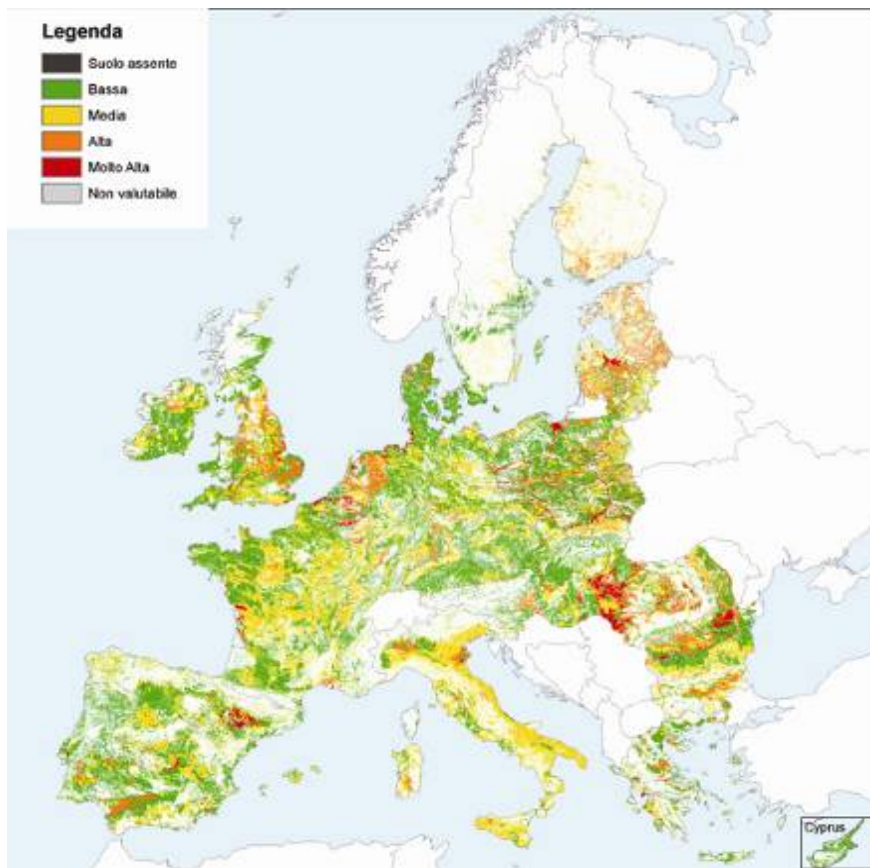 Legenda
Suolo assente
Bassa
Media
Alta
Molto Alta
Non valutabile
Cyprus